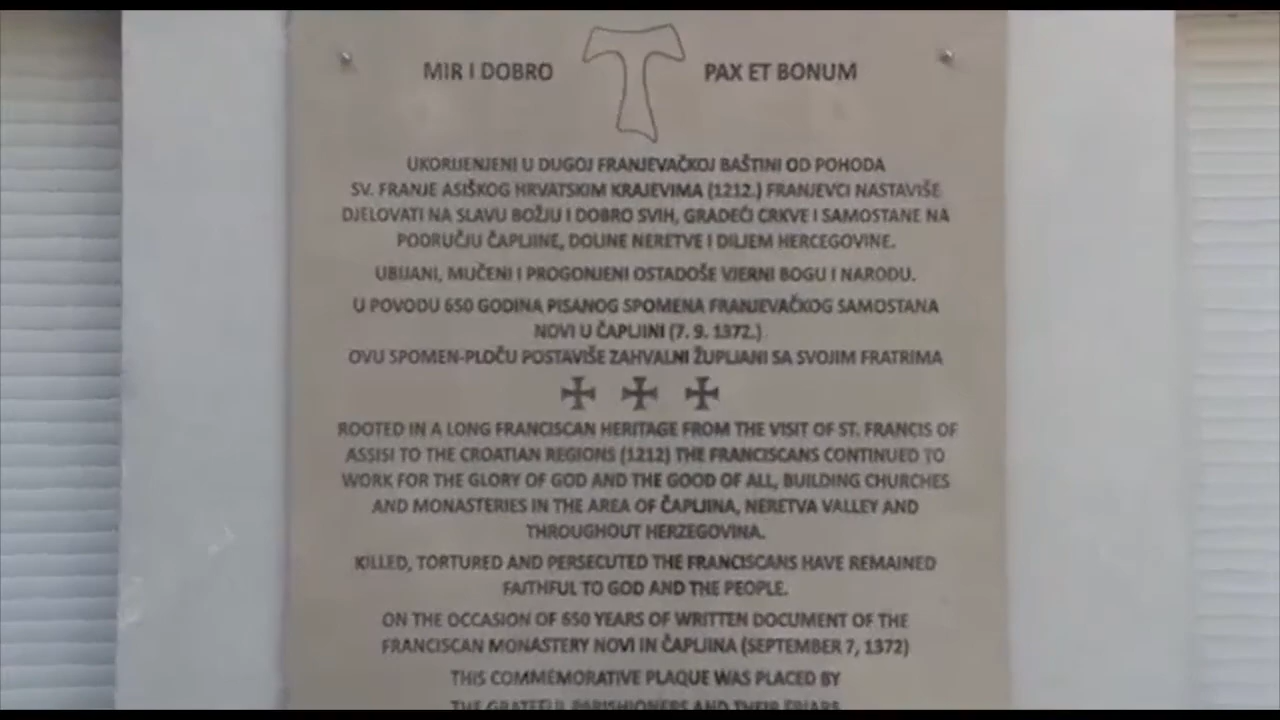 MIR I DOBRO PAX ET BONUM
UKORIJENJENI U DUGOJ FRANJEVAČKOJ BAŠTINI OD POHODA
SV. FRANJE ASIŠKOG HRVATSKIM KRAJEVIMA (1212.) FRANJEVCI NASTAVIŠE
DJELOVATI NA SLAVU BOŽJU I DOBRO SVIH, GRADEĆI CRKVE I SAMOSTANE NA
PODRUČJU ČAPLJINE, DOLINE NERETVE I DILJEM HERCEGOVINE.
UBIJANI, MUČENI I PROGONJENI OSTADOŠE VJERNI BOGU I NARODU.
U POVODU 650 GODINA PISANOG SPOMENA FRANJEVAČKOG SAMOSTANA
NOVI U ČAPLJINI (7. 9. 1372.)
OVU SPOMEN-PLOČU POSTAVIŠE ZAHVALNI ŽUPLJANI SA SVOJIM FRATRIMA
ROOTED IN A LONG FRANCISCAN HERITAGE FROM THE VISIT OF ST. FRANCIS OF
ASSISI TO THE CROATIAN REGIONS (1212) THE FRANCISCANS CONTINUED TO
WORK FOR THE GLORY OF GOD AND THE GOOD OF ALL, BUILDING CHURCHES
AND MONASTERIES IN THE AREA OF ČAPLJINA, NERETVA VALLEY AND
THROUGHOUT HERZEGOVINA.
KILLED, TORTURED AND PERSECUTED THE FRANCISCANS HAVE REMAINED
FAITHFUL TO GOD AND THE PEOPLE.
ON THE OCCASION OF 650 YEARS OF WRITTEN DOCUMENT OF THE
FRANCISCAN MONASTERY NOVI IN ČAPLJINA (SEPTEMBER 7, 1372)
THIS COMMEMORATIVE PLAQUE WAS PLACED BY
THE GRATEFUL PARISHIONERS AND THEIR FRIARS